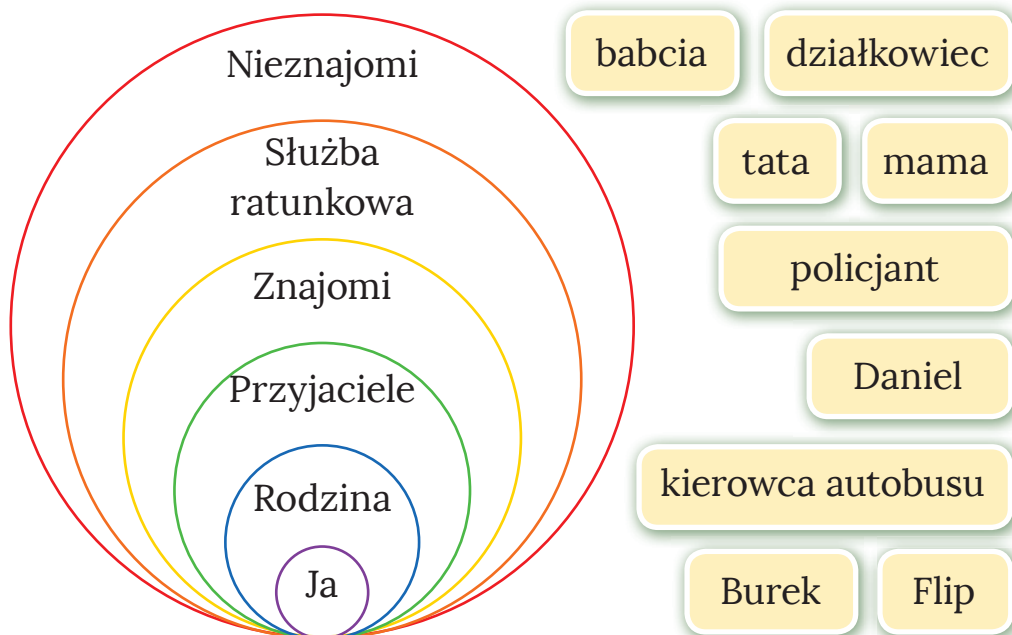 Nieznajomi
Służba
ratunkowa
Znajomi
Przyjaciele
Rodzina
Ja
babcia
działkowiec
tata
mama
policjant
Daniel
kierowca autobusu
Burek
Flip